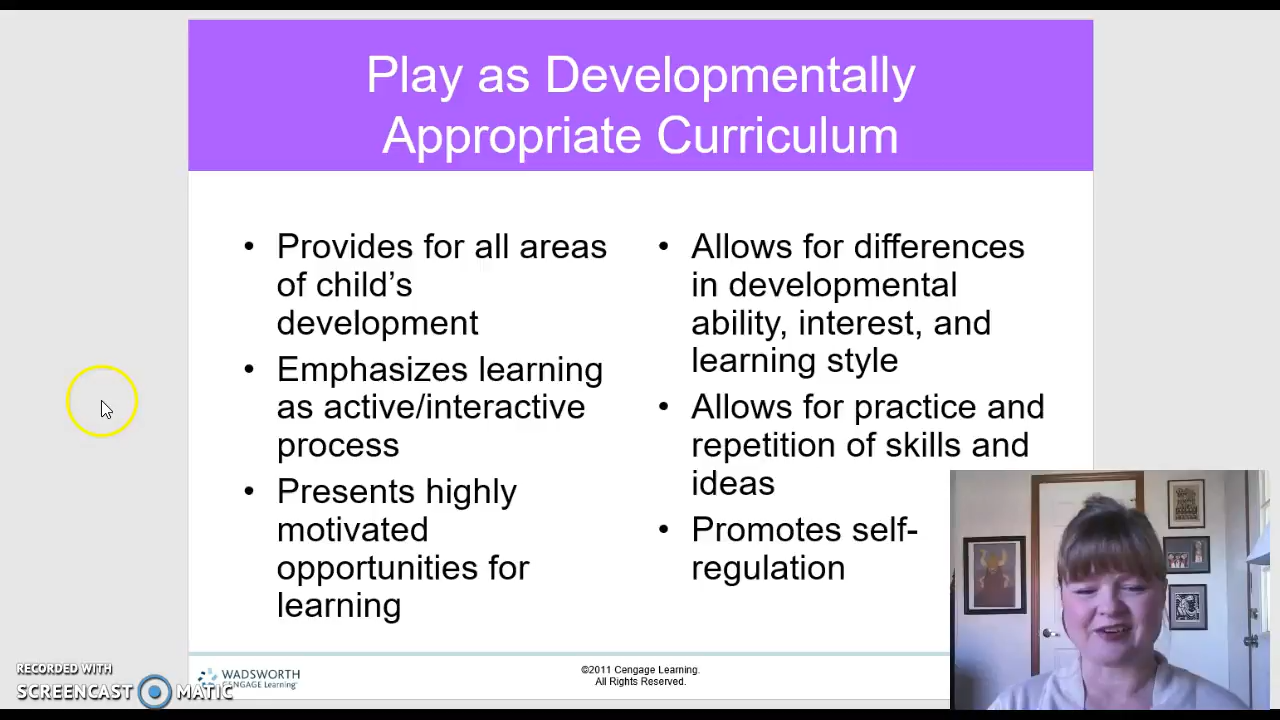 Play as Developmentally
Appropriate Curriculum
• Provides for all areas
of child’s
development
• Emphasizes learning
as active/interactive
process
• Presents highly
motivated
opportunities for
learning
• Allows for differences
in developmental
ability, interest, and
learning style
• Allows for practice and
repetition of skills and
ideas
• Promotes self-
regulation
WADSWORTH
CENGAGE Learning™
©2011 Cengage Learning.
All Rights Reserved.
RECORDED WITH
SCREENCAST MATIC